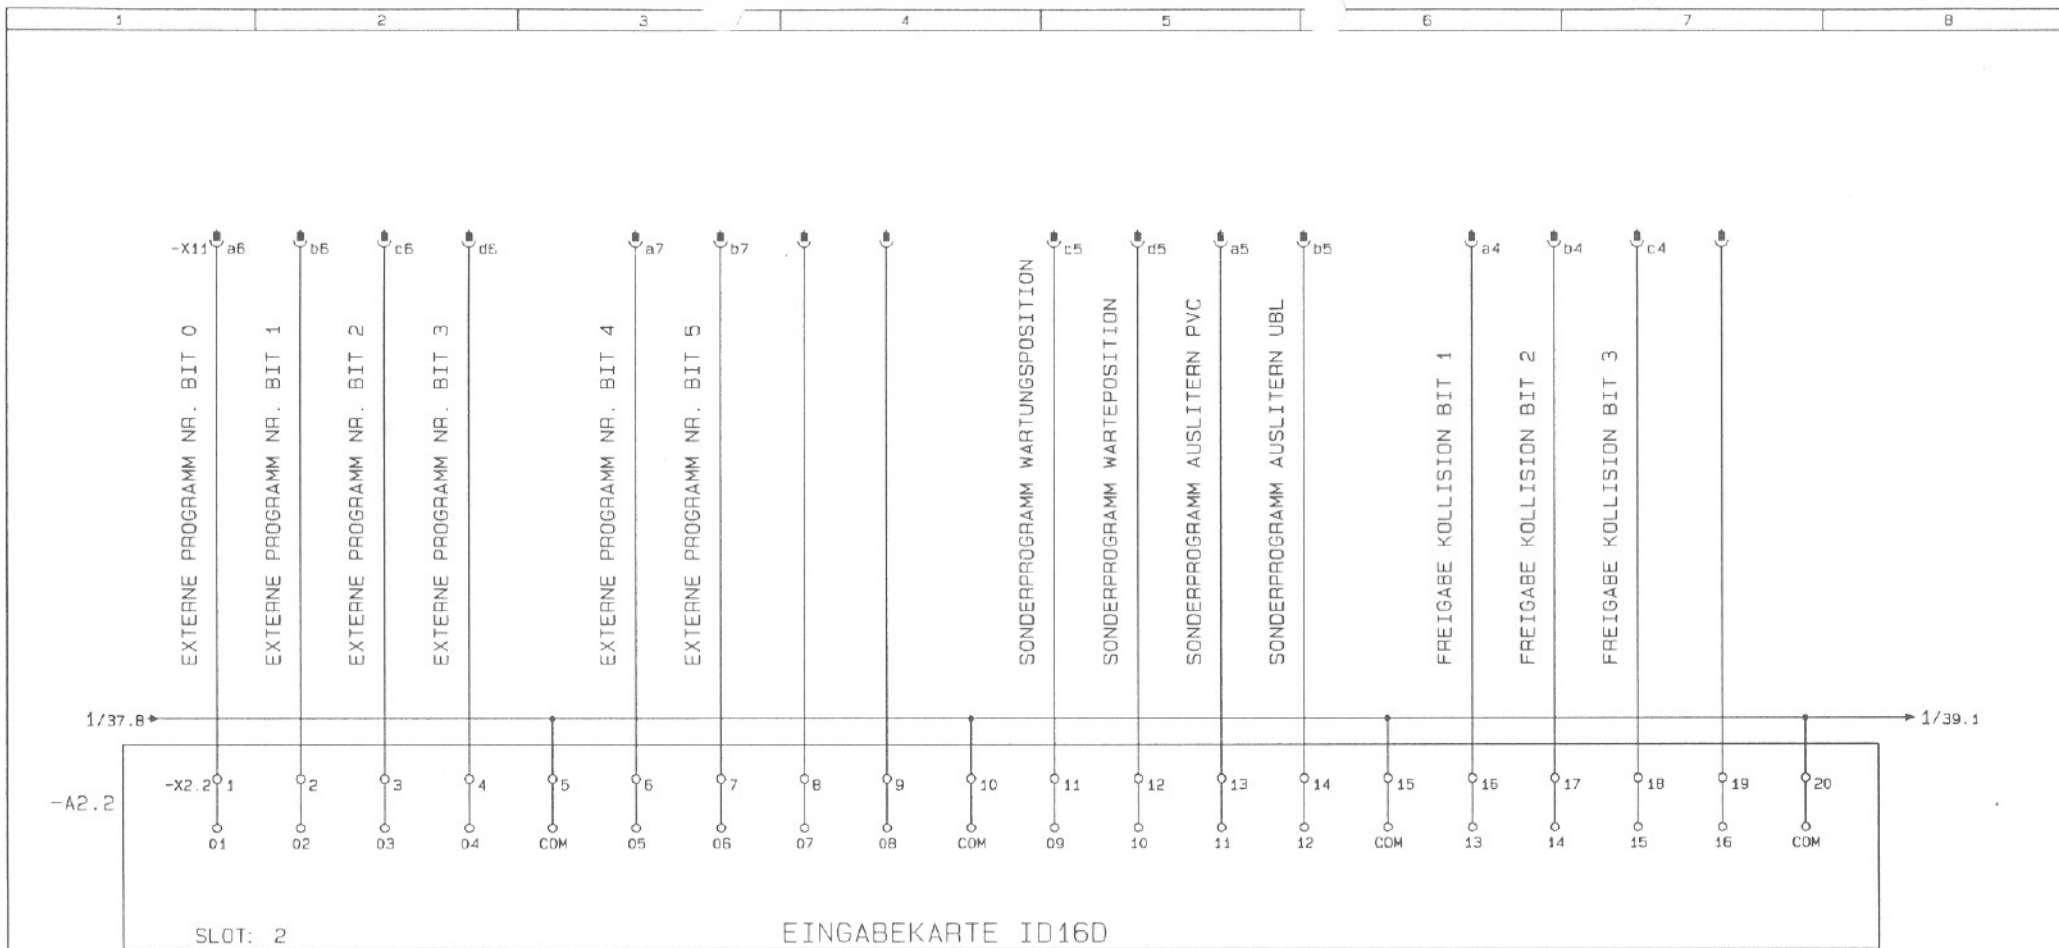 1 2 3 4 5 6 7 8
-X11 a6 b6 c6 d6 a7 b7 c5 d5 a5 b5 a4 b4 c4
EXTERNE PROGRAMM NR. BIT 0
EXTERNE PROGRAMM NR. BIT 1
EXTERNE PROGRAMM NR. BIT 2
EXTERNE PROGRAMM NR. BIT 3
EXTERNE PROGRAMM NR. BIT 4
EXTERNE PROGRAMM NR. BIT 5
SONDERPROGRAMM WARTUNGSPOSITION
SONDERPROGRAMM WARTEPOSITION
SONDERPROGRAMM AUSLITERN PVC
SONDERPROGRAMM AUSLITERN UBL
FREIGABE KOLLISION BIT 1
FREIGABE KOLLISION BIT 2
FREIGABE KOLLISION BIT 3
1/37.8 1/39.1
-X2.2 1 2 3 4 5 6 7 8 9 10 11 12 13 14 15 16 17 18 19 20
-A2.2
01 02 03 04 COM 05 06 07 08 COM 09 10 11 12 COM 13 14 15 16 COM
SLOT: 2 EINGABEKARTE ID16D